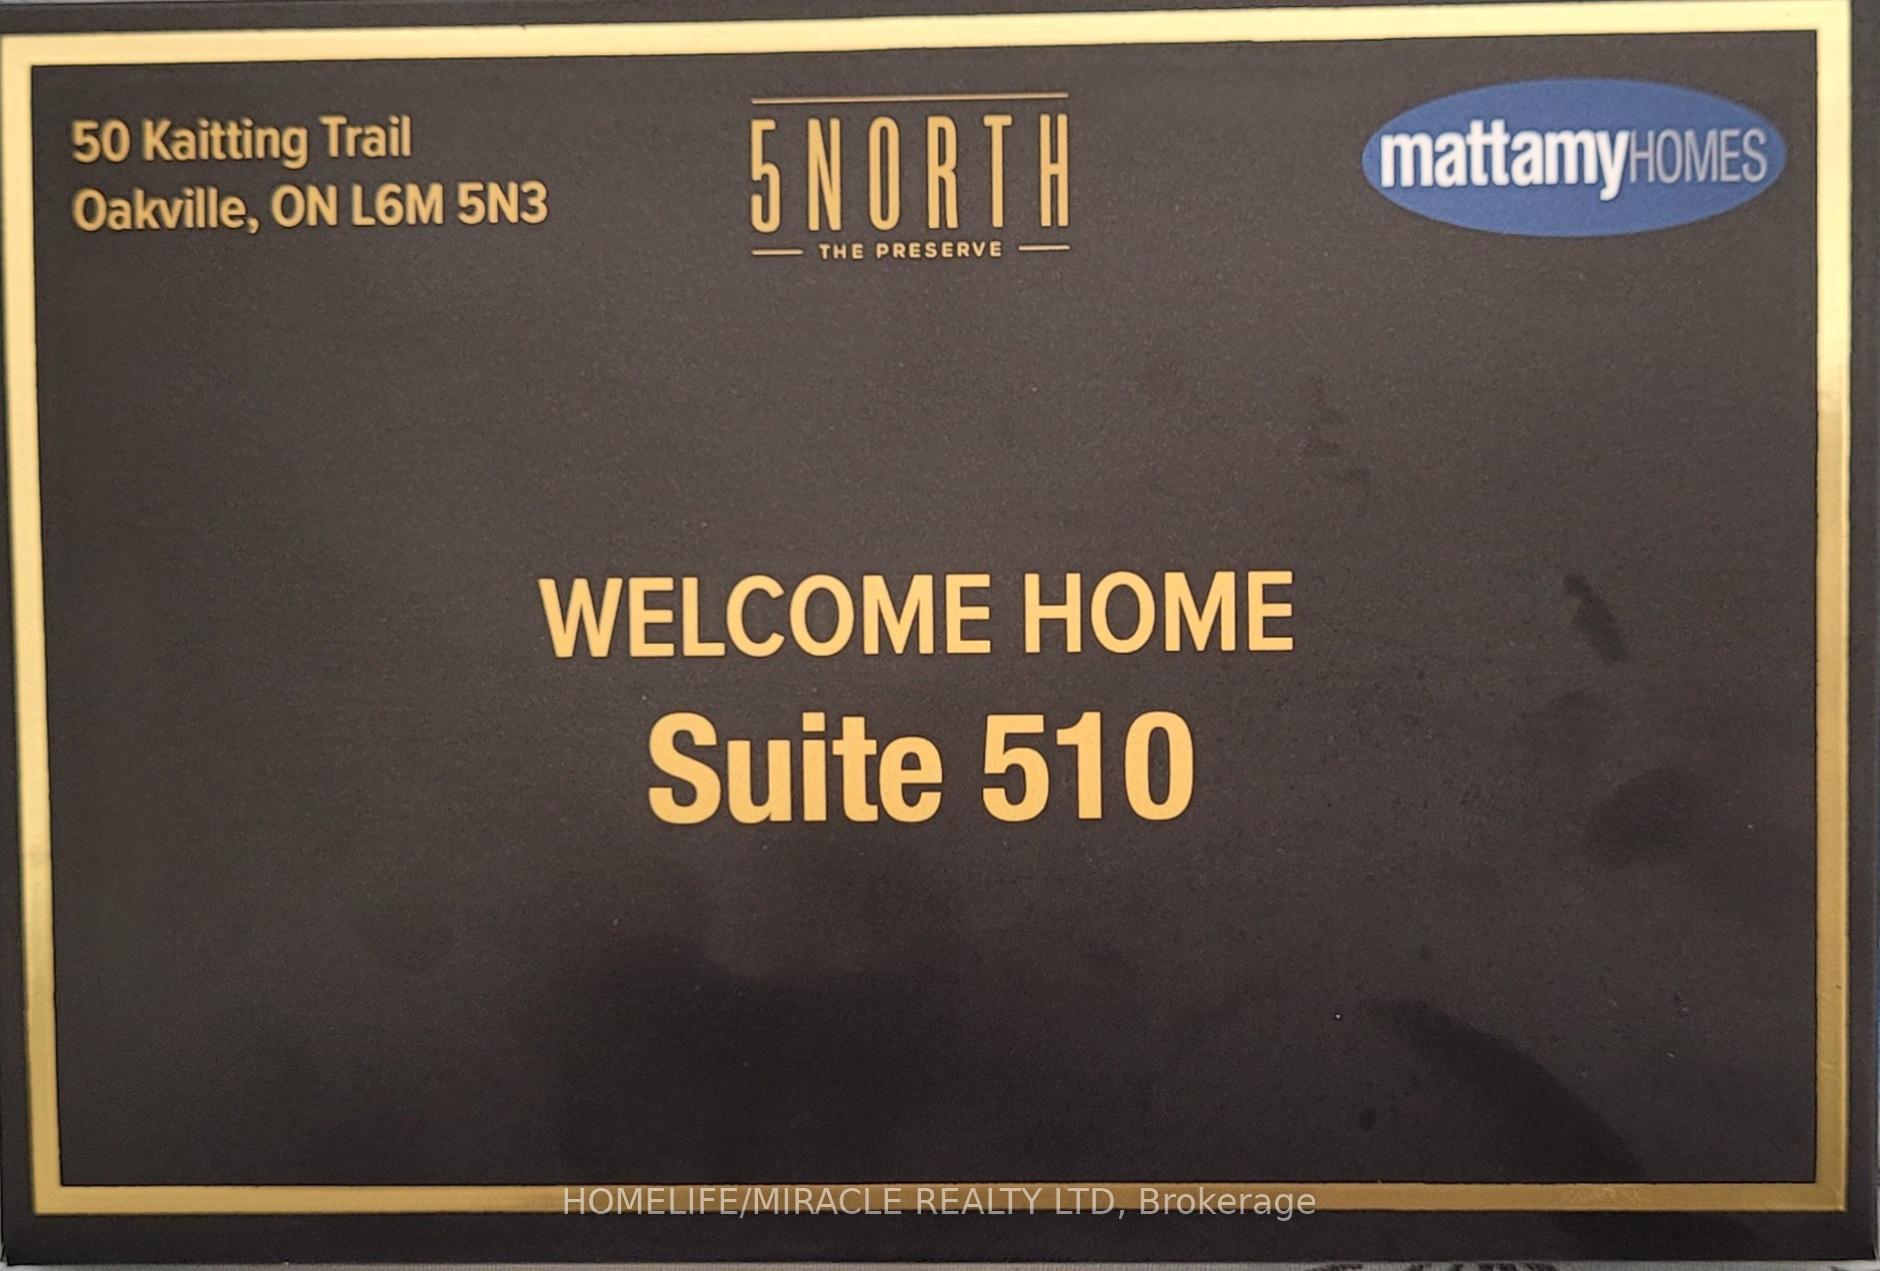 50 Kaitting Trail
Oakville, ON L6M 5N3
5NORTH
THE PRESERVE
mattamyHOMES
WELCOME HOME
Suite 510
HOMELIFE/MIRACLE REALTY LTD, Brokerage